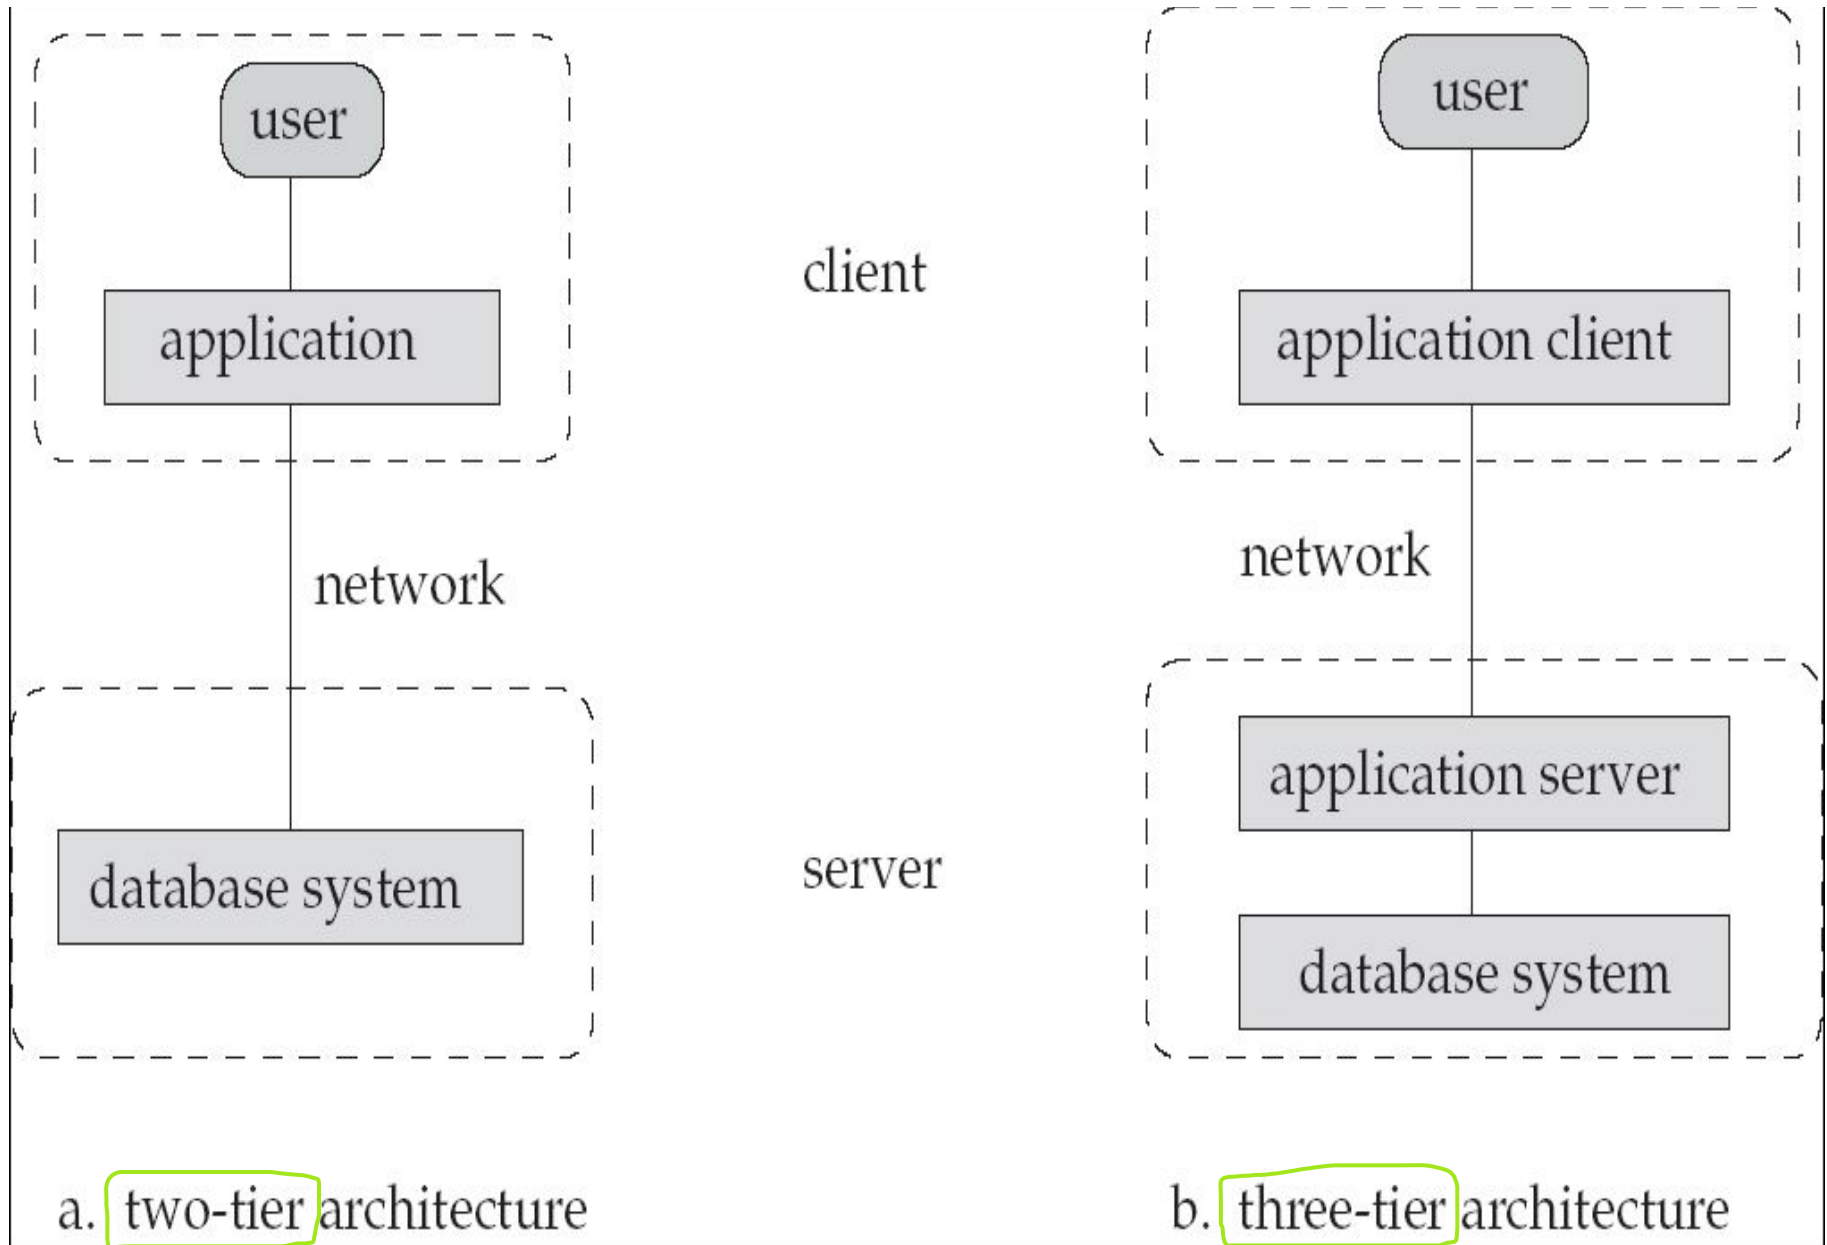 user
application
network
database system
a. two-tier architecture
client
server
user
application client
network
application server
database system
b. three-tier architecture